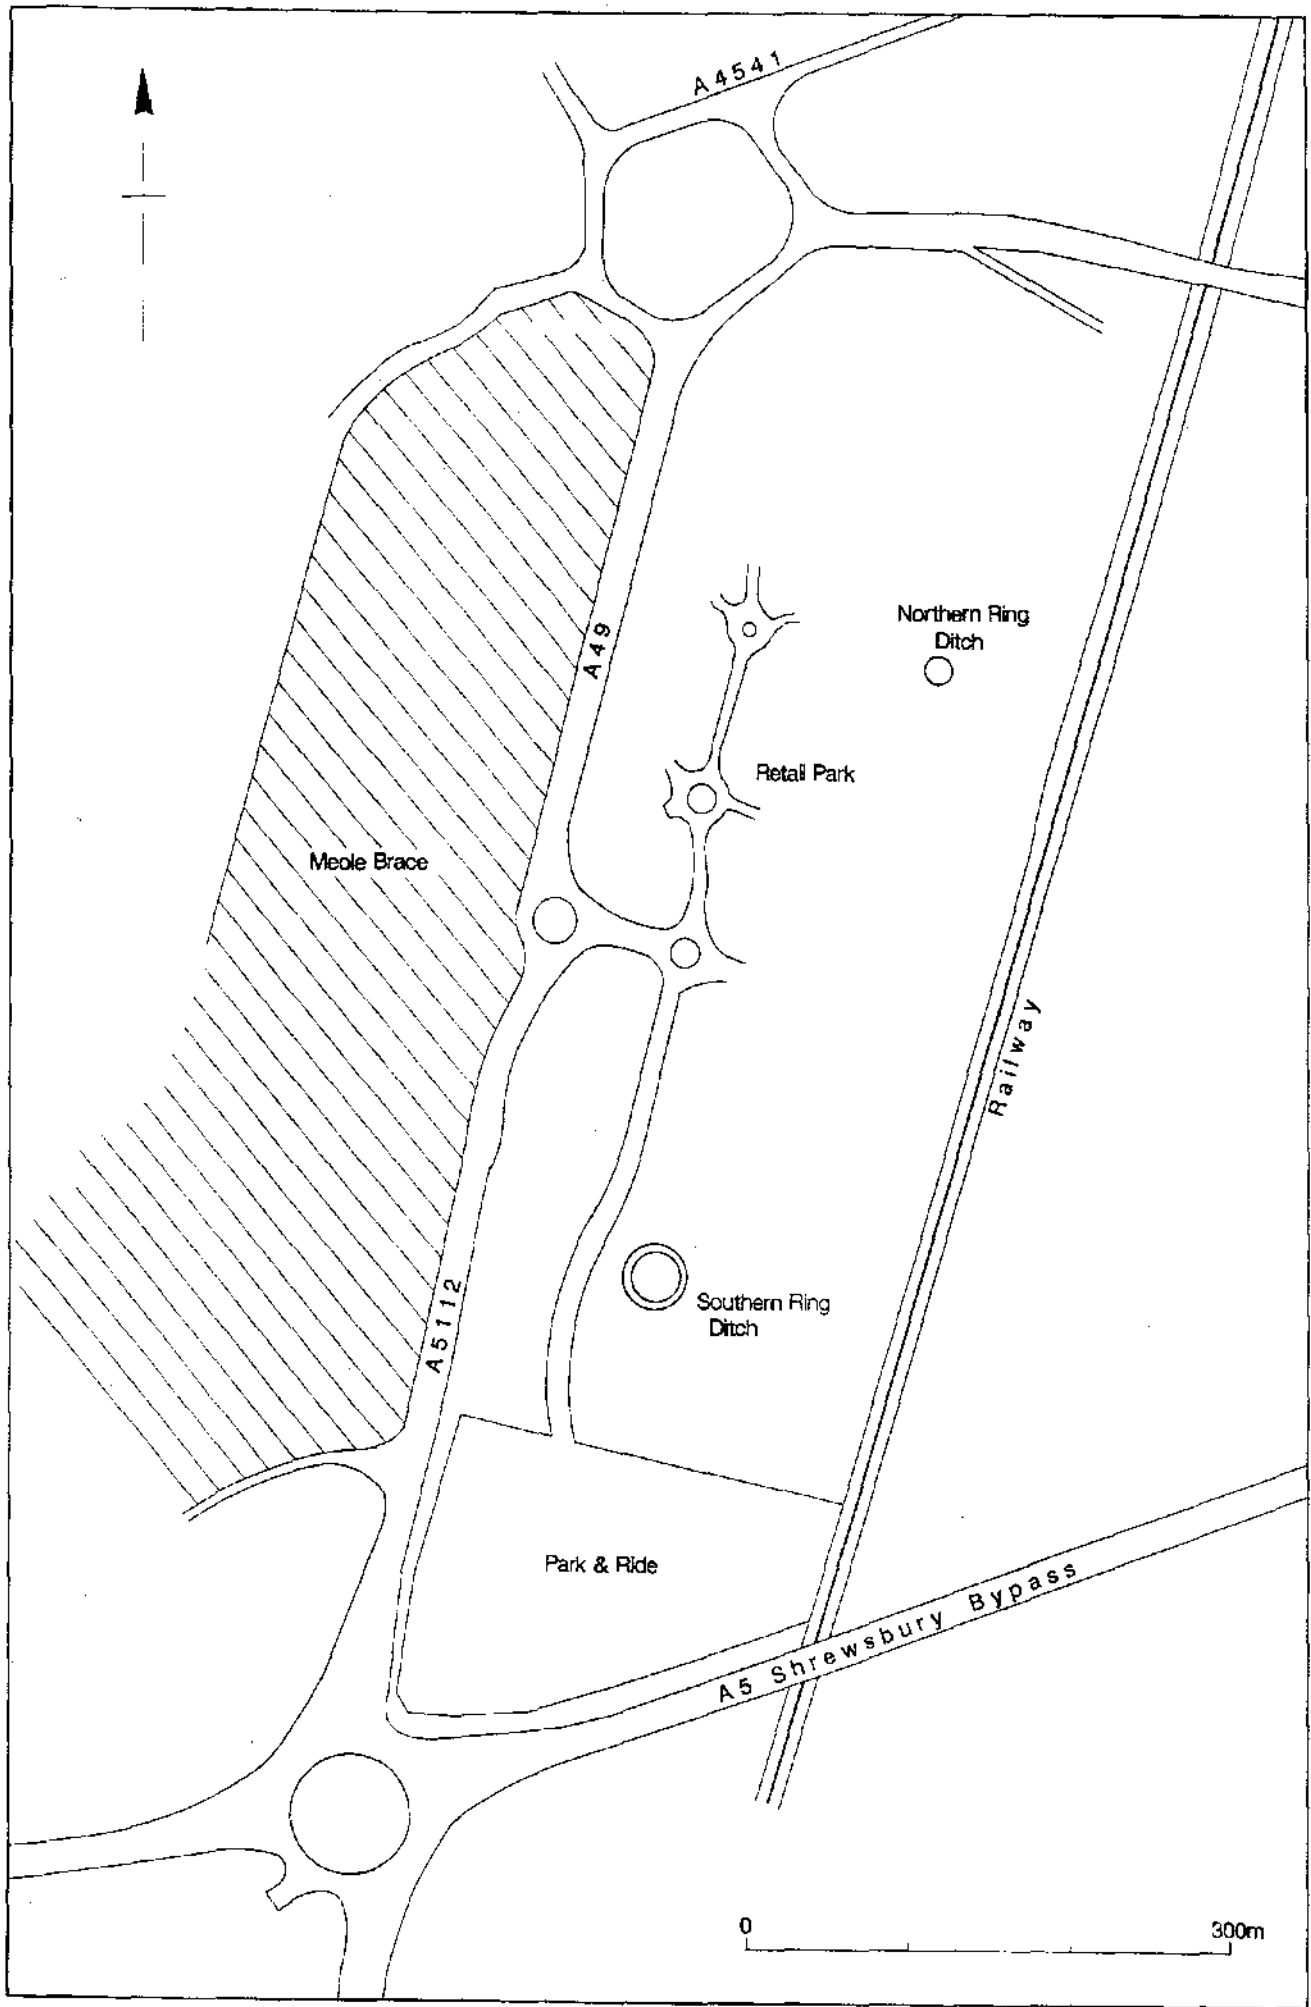 A4541
Northern Ring
Ditch
A49
Retail Park
Meole Brace
Railway
Southern Ring
Ditch
A5112
Park & Ride
A5 Shrewsbury Bypass
0 300m